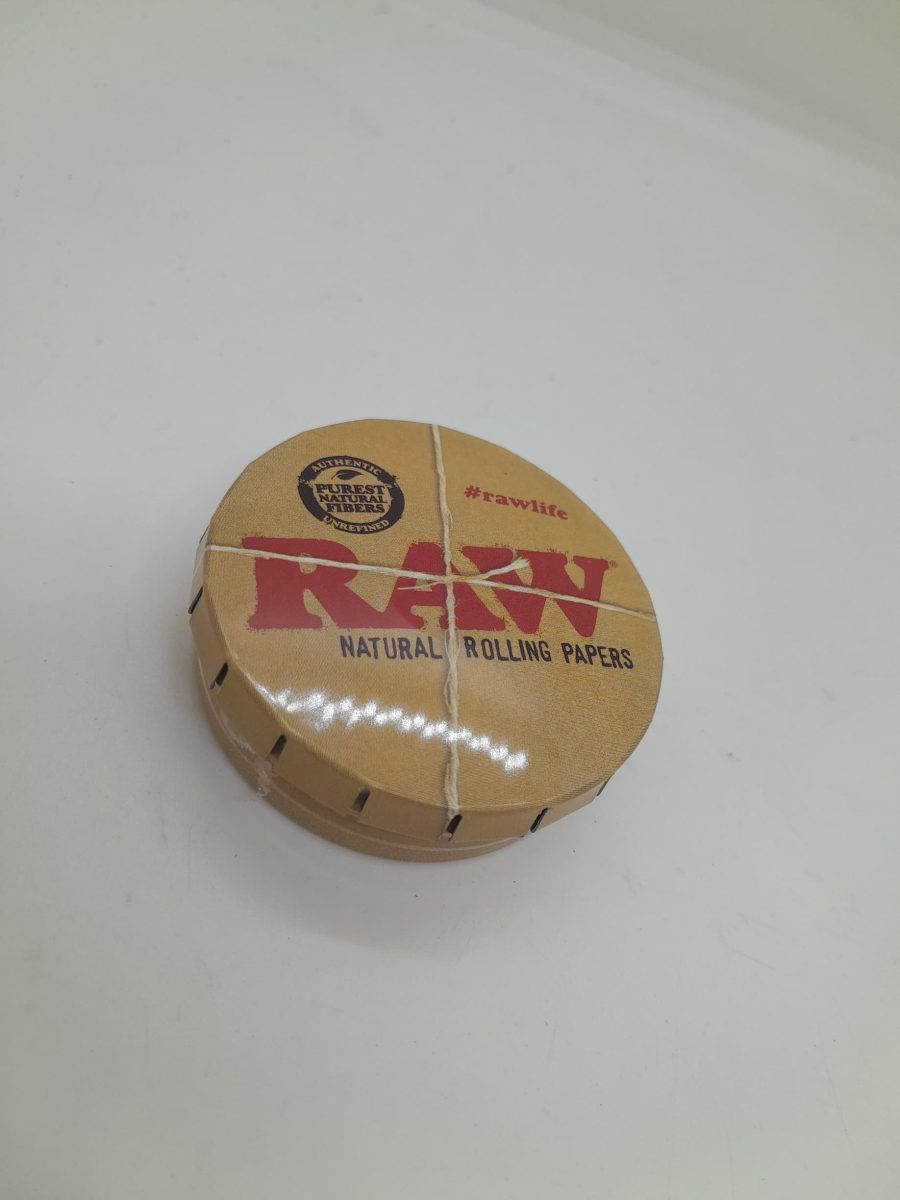 AUTHENTIC
PUREST
NATURAL
FIBERS
UNREFINED
#rawlife
RAW®
NATURAL ROLLING PAPERS